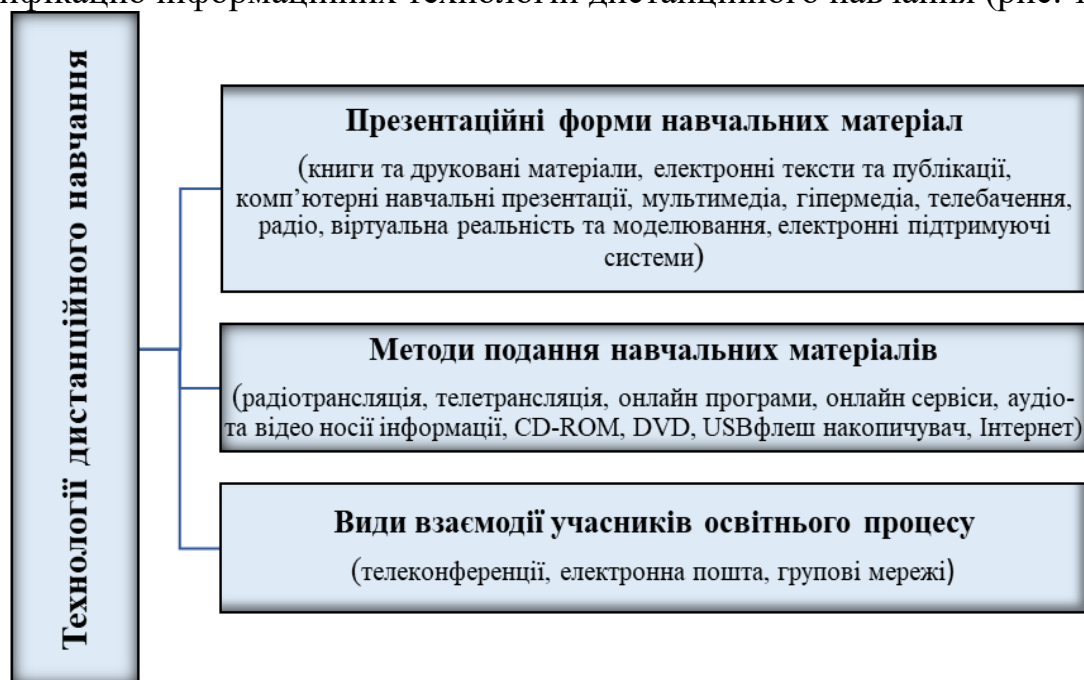 інформаційних технологій дистанційного навчання (рис.
Технології дистанційного навчання
Презентаційні форми навчальних матеріал
(книги та друковані матеріали, електронні тексти та публікації,
комп’ютерні навчальні презентації, мультимедіа, гіпермедіа, телебачення,
радіо, віртуальна реальність та моделювання, електронні підтримуючі
системи)
Методи подання навчальних матеріалів
(радіотрансляція, телетрансляція, онлайн програми, онлайн сервіси, аудіо-
та відео носії інформації, CD-ROM, DVD, USBфлеш накопичувач, Інтернет)
Види взаємодії учасників освітнього процесу
(телеконференції, електронна пошта, групові мережі)